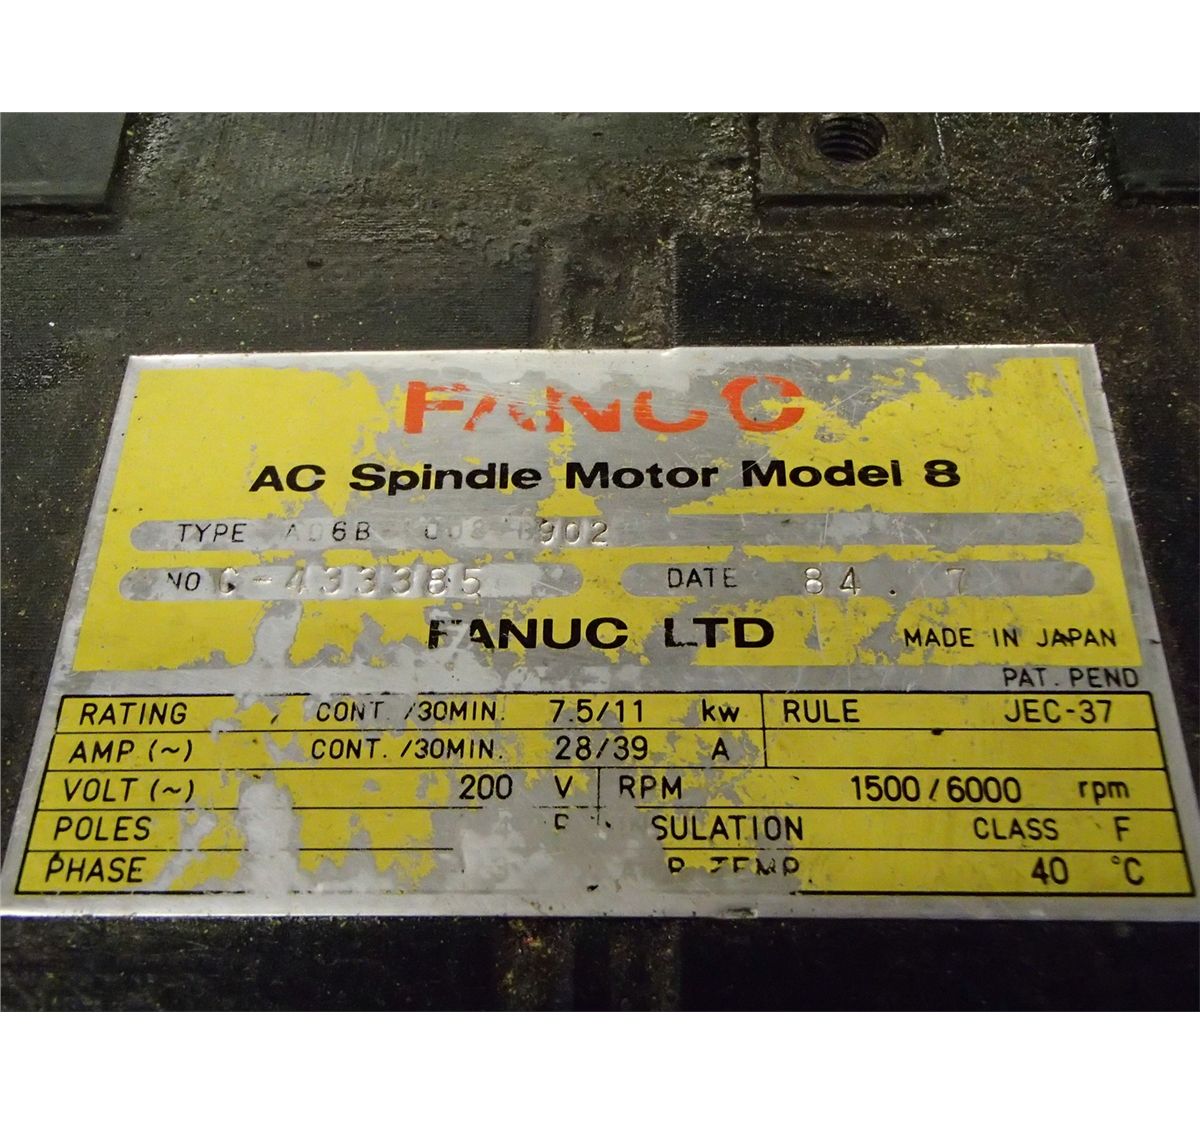 FANUC
AC Spindle Motor Model 8
TYPE
NO C-433385 DATE 84.7
FANUC LTD MADE IN JAPAN
PAT. PEND
RATING CONT /30MIN. 7.5/11 kw RULE JEC-37
AMP (~) CONT. /30MIN. 28/39 A
VOLT (~) 200 V RPM 1500/6000 rpm
POLES SULATION CLASS F
PHASE 40 °C